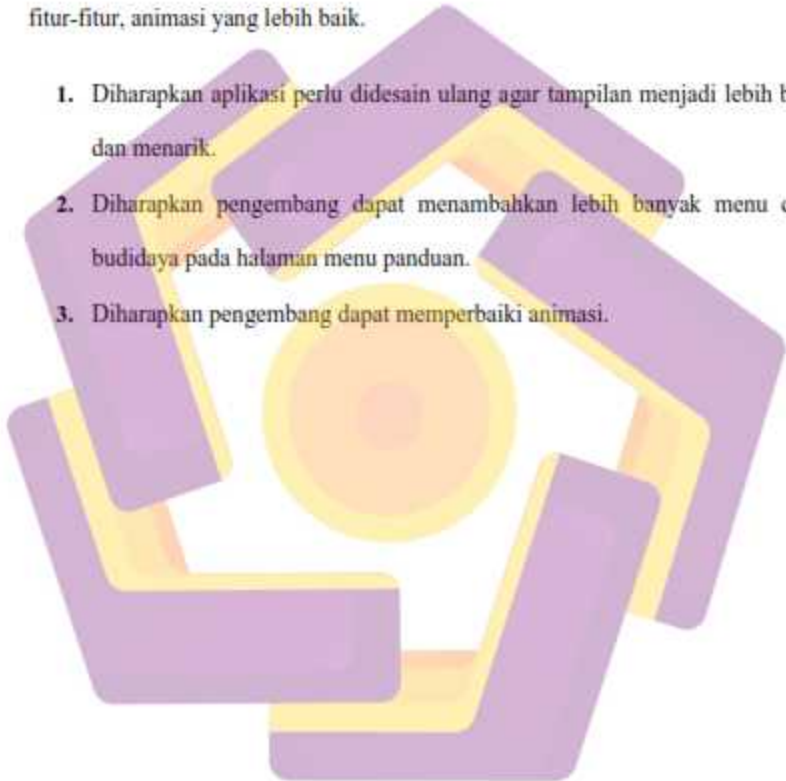 fitur-fitur, animasi yang lebih baik.
1. Diharapkan aplikasi perlu didesain ulang agar tampilan menjadi lebih
dan menarik.
2. Diharapkan pengembang dapat menambahkan lebih banyak menu
budidaya pada halaman menu panduan.
3. Diharapkan pengembang dapat memperbaiki animasi.